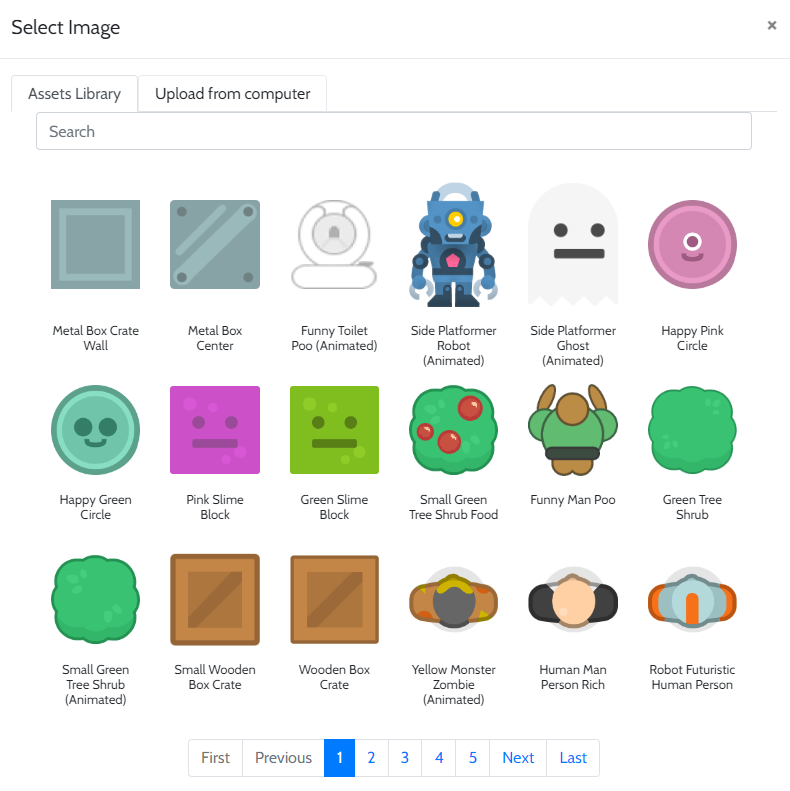 Select Image
×
Assets Library
Upload from computer
Search
Metal Box Crate
Wall
Metal Box
Center
Funny Toilet
Poo (Animated)
Side Platformer
Robot
(Animated)
Side Platformer
Ghost
(Animated)
Happy Pink
Circle
Happy Green
Circle
Pink Slime
Block
Green Slime
Block
Small Green
Tree Shrub Food
Funny Man Poo
Green Tree
Shrub
Small Green
Tree Shrub
(Animated)
Small Wooden
Box Crate
Wooden Box
Crate
Yellow Monster
Zombie
(Animated)
Human Man
Person Rich
Robot Futuristic
Human Person
First Previous 1 2 3 4 5 Next Last